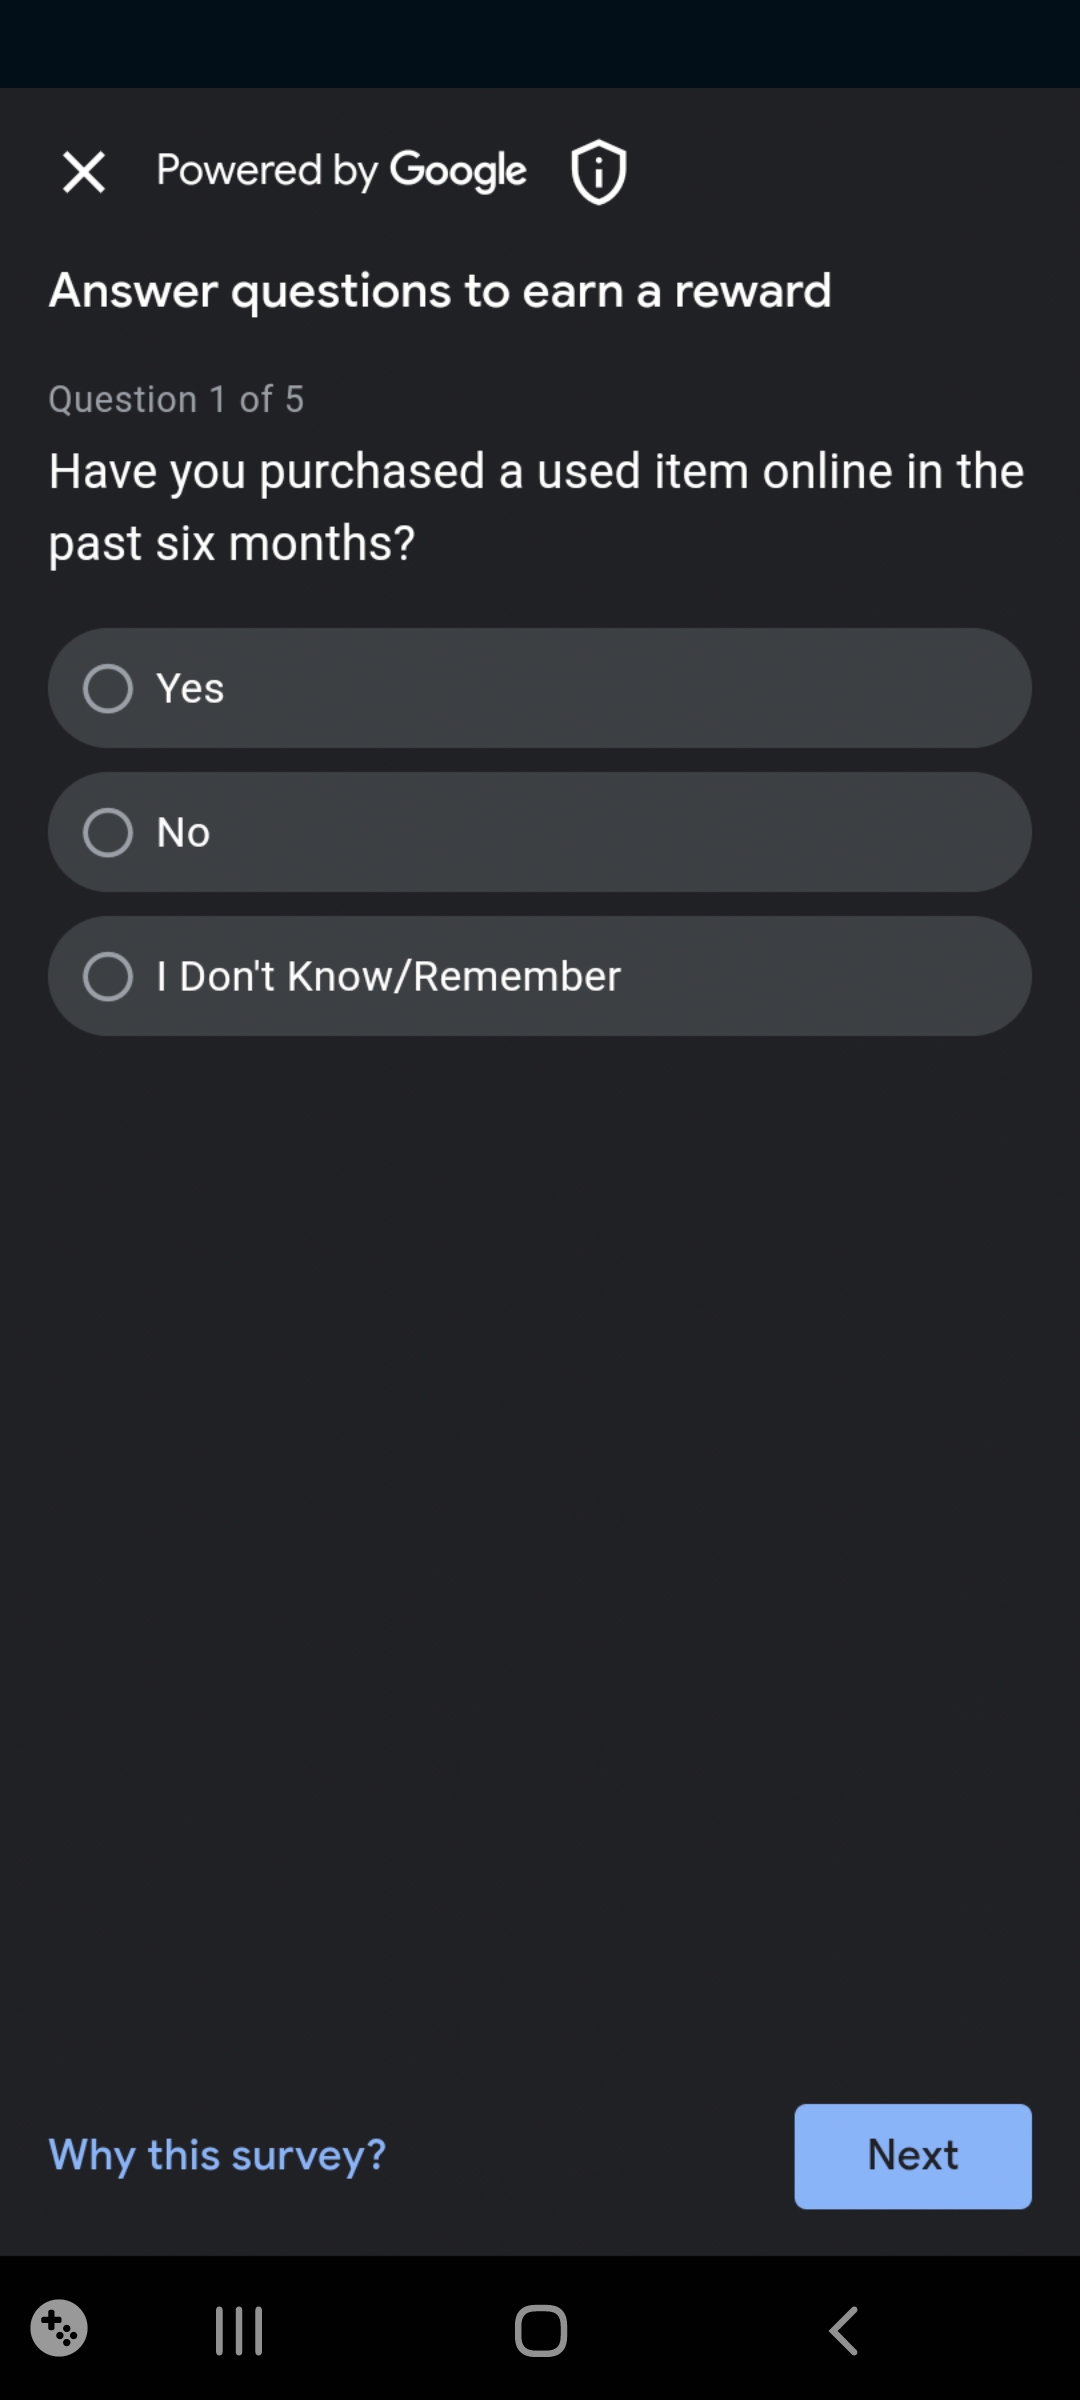 Powered by Google
Answer questions to earn a reward
Question 1 of 5
Have you purchased a used item online in the
past six months?
Yes
No
I Don't Know/Remember
Why this survey?
Next